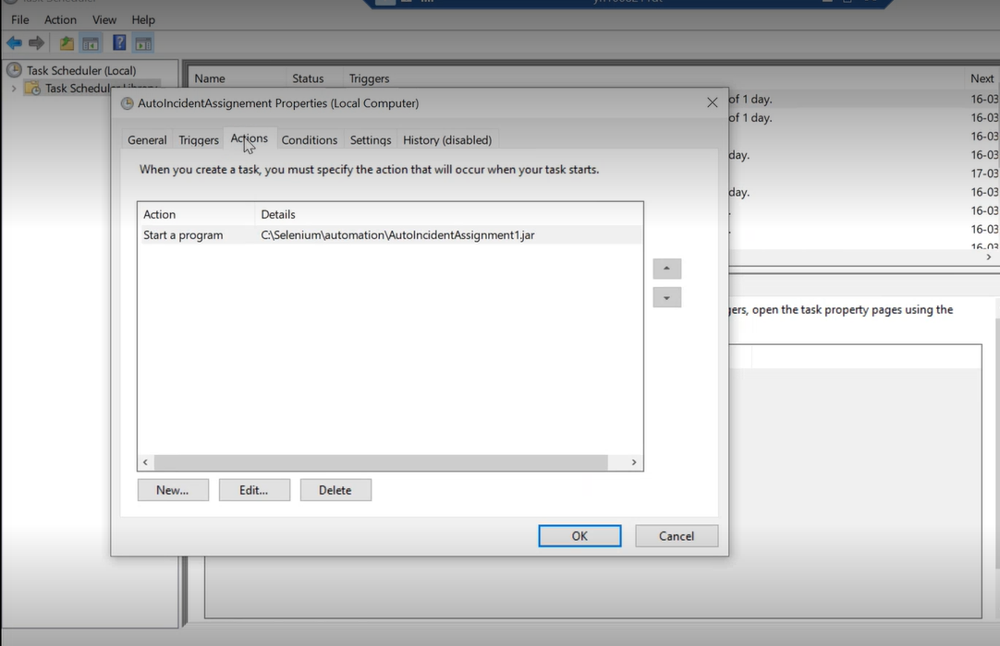 File Action View Help
Task Scheduler (Local)
Task Scheduler Library
Name Status Triggers Next
of 1 day. 16-03
of 1 day. 16-03
16-03
day. 16-03
17-03
day. 16-03
16-03
16-03
16-03
AutoIncidentAssignement Properties (Local Computer)
General Triggers Actions Conditions Settings History (disabled)
When you create a task, you must specify the action that will occur when your task starts.
Action Details
Start a program C:\Selenium\automation\AutoIncidentAssignment1.jar
New... Edit... Delete
OK Cancel
gers, open the task property pages using the